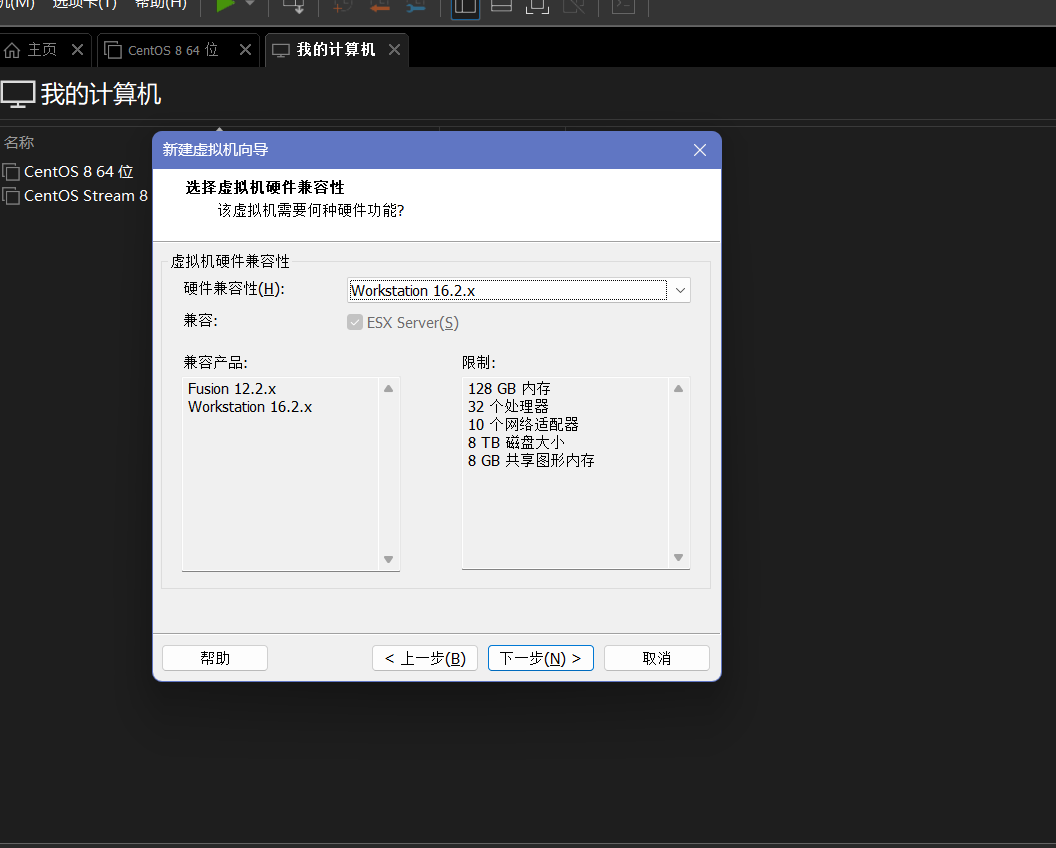 机(M) 选项卡(T) 帮助(H)
主页 CentOS 8 64 位 我的计算机
我的计算机
名称
CentOS 8 64 位
CentOS Stream 8
新建虚拟机向导
选择虚拟机硬件兼容性
该虚拟机需要何种硬件功能?
虚拟机硬件兼容性
硬件兼容性(H): Workstation 16.2.x
兼容: ESX Server(S)
兼容产品: 限制:
Fusion 12.2.x 128 GB 内存
Workstation 16.2.x 32 个处理器
10 个网络适配器
8 TB 磁盘大小
8 GB 共享图形内存
帮助 < 上一步(B) 下一步(N) > 取消